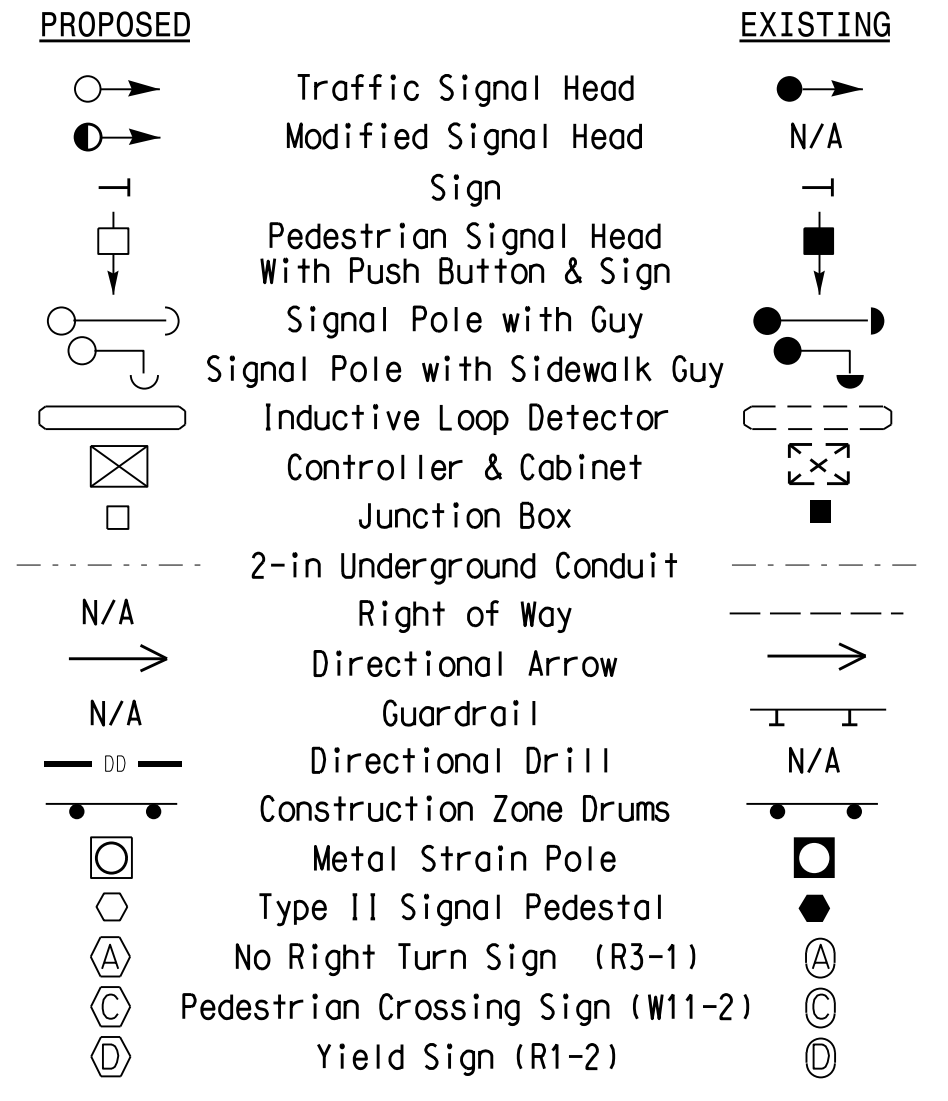 PROPOSED EXISTING
Traffic Signal Head
Modified Signal Head N/A
Sign
Pedestrian Signal Head
With Push Button & Sign
Signal Pole with Guy
Signal Pole with Sidewalk Guy
Inductive Loop Detector
Controller & Cabinet
Junction Box
2-in Underground Conduit
N/A Right of Way
Directional Arrow
N/A Guardrail
DD Directional Drill N/A
Construction Zone Drums
Metal Strain Pole
Type II Signal Pedestal
A No Right Turn Sign (R3-1) A
C Pedestrian Crossing Sign (W11-2) C
D Yield Sign (R1-2) D